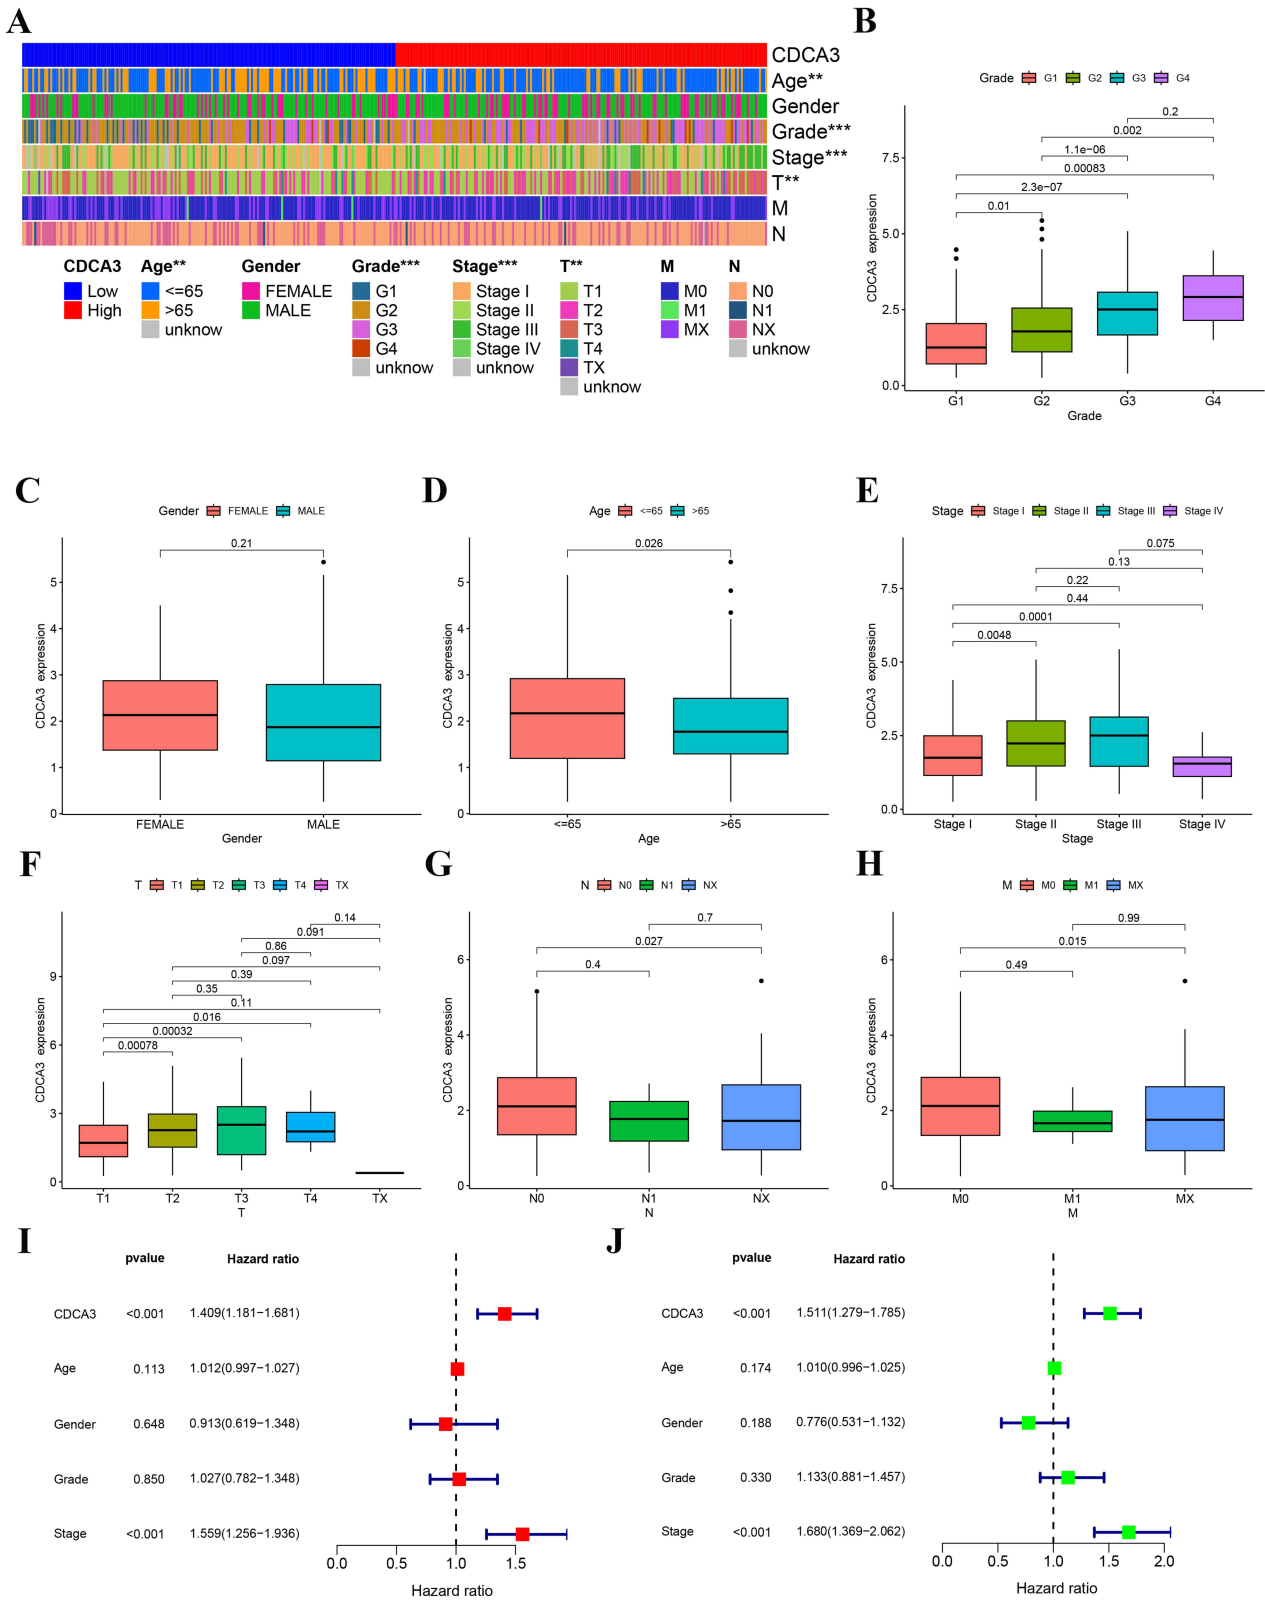 A
CDCA3
Age**
Gender
Grade***
Stage***
T**
M
N
CDCA3
Low
High
Age**
<=65
>65
unknow
Gender
FEMALE
MALE
Grade***
G1
G2
G3
G4
unknow
Stage***
Stage I
Stage II
Stage III
Stage IV
unknow
T**
T1
T2
T3
T4
TX
unknow
M
M0
M1
MX
N
N0
N1
NX
unknow
B
Grade G1 G2 G3 G4
0.2
0.002
1.1e−06
0.00083
2.3e−07
0.01
CDCA3 expression
7.5
5.0
2.5
0.0
G1 G2 G3 G4
Grade
C
Gender FEMALE MALE
0.21
CDCA3 expression
5
4
3
2
1
0
FEMALE MALE
Gender
D
Age <=65 >65
0.026
CDCA3 expression
5
4
3
2
1
0
<=65 >65
Age
E
Stage Stage I Stage II Stage III Stage IV
0.075
0.13
0.22
0.44
0.0001
0.0048
CDCA3 expression
7.5
5.0
2.5
0.0
Stage I Stage II Stage III Stage IV
Stage
F
T T1 T2 T3 T4 TX
0.14
0.091
0.86
0.097
0.39
0.35
0.11
0.016
0.00032
0.00078
CDCA3 expression
9
6
3
0
T1 T2 T3 T4 TX
T
G
N N0 N1 NX
0.7
0.027
0.4
CDCA3 expression
6
4
2
0
N0 N1 NX
N
H
M M0 M1 MX
0.99
0.015
0.49
CDCA3 expression
6
4
2
0
M0 M1 MX
M
I
pvalue Hazard ratio
CDCA3 <0.001 1.409(1.181−1.681)
Age 0.113 1.012(0.997−1.027)
Gender 0.648 0.913(0.619−1.348)
Grade 0.850 1.027(0.782−1.348)
Stage <0.001 1.559(1.256−1.936)
0.0 0.5 1.0 1.5
Hazard ratio
J
pvalue Hazard ratio
CDCA3 <0.001 1.511(1.279−1.785)
Age 0.174 1.010(0.996−1.025)
Gender 0.188 0.776(0.531−1.132)
Grade 0.330 1.133(0.881−1.457)
Stage <0.001 1.680(1.369−2.062)
0.0 0.5 1.0 1.5 2.0
Hazard ratio